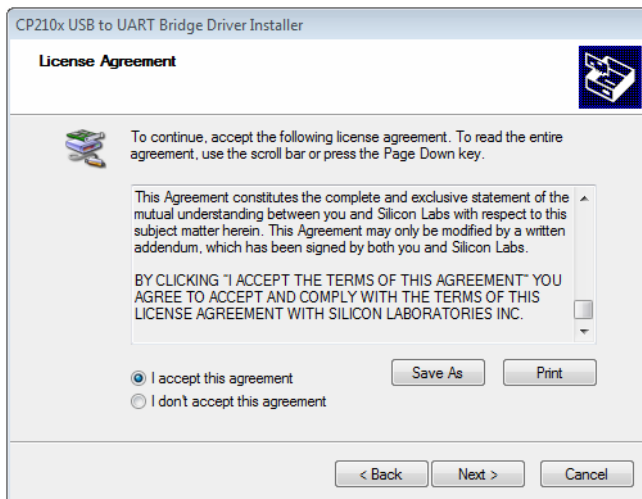 CP210x USB to UART Bridge Driver Installer
License Agreement
To continue, accept the following license agreement. To read the entire
agreement, use the scroll bar or press the Page Down key.
This Agreement constitutes the complete and exclusive statement of the
mutual understanding between you and Silicon Labs with respect to this
subject matter herein. This Agreement may only be modified by a written
addendum, which has been signed by both you and Silicon Labs.
BY CLICKING "I ACCEPT THE TERMS OF THIS AGREEMENT" YOU
AGREE TO ACCEPT AND COMPLY WITH THE TERMS OF THIS
LICENSE AGREEMENT WITH SILICON LABORATORIES INC.
I accept this agreement
Save As
Print
I don't accept this agreement
< Back
Next >
Cancel